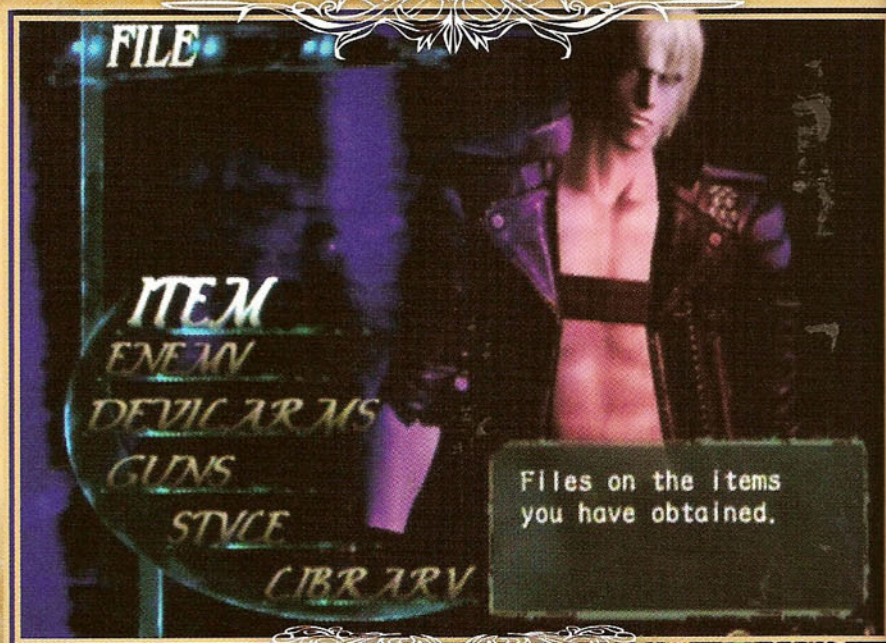 FILE
ITEM
ENEMY
DEVIL ARMS
GUNS
STYLE
LIBRARY
Files on the items
you have obtained.